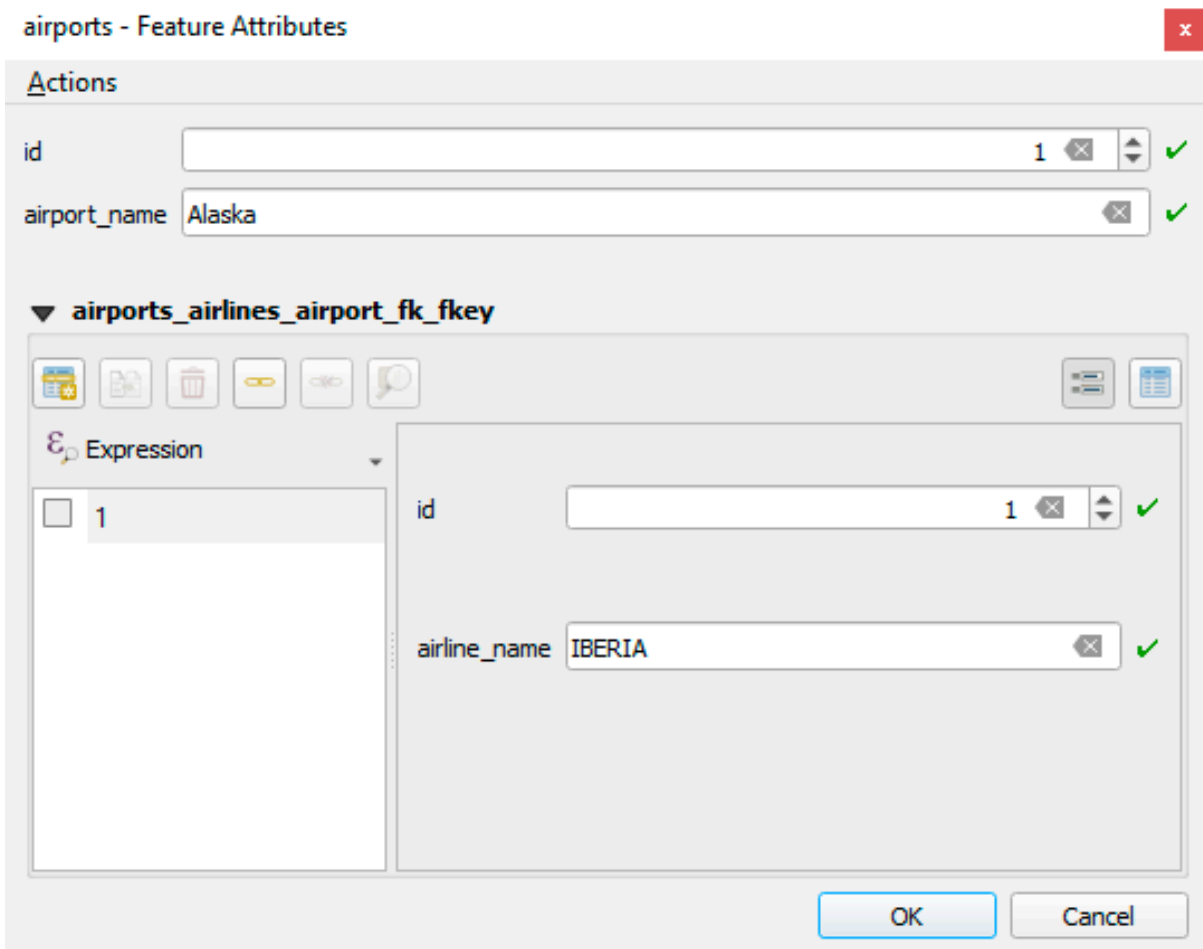 airports - Feature Attributes
Actions
id 1
airport_name Alaska
airports_airlines_airport_fk_fkey
Expression
1
id 1
airline_name IBERIA
OK Cancel